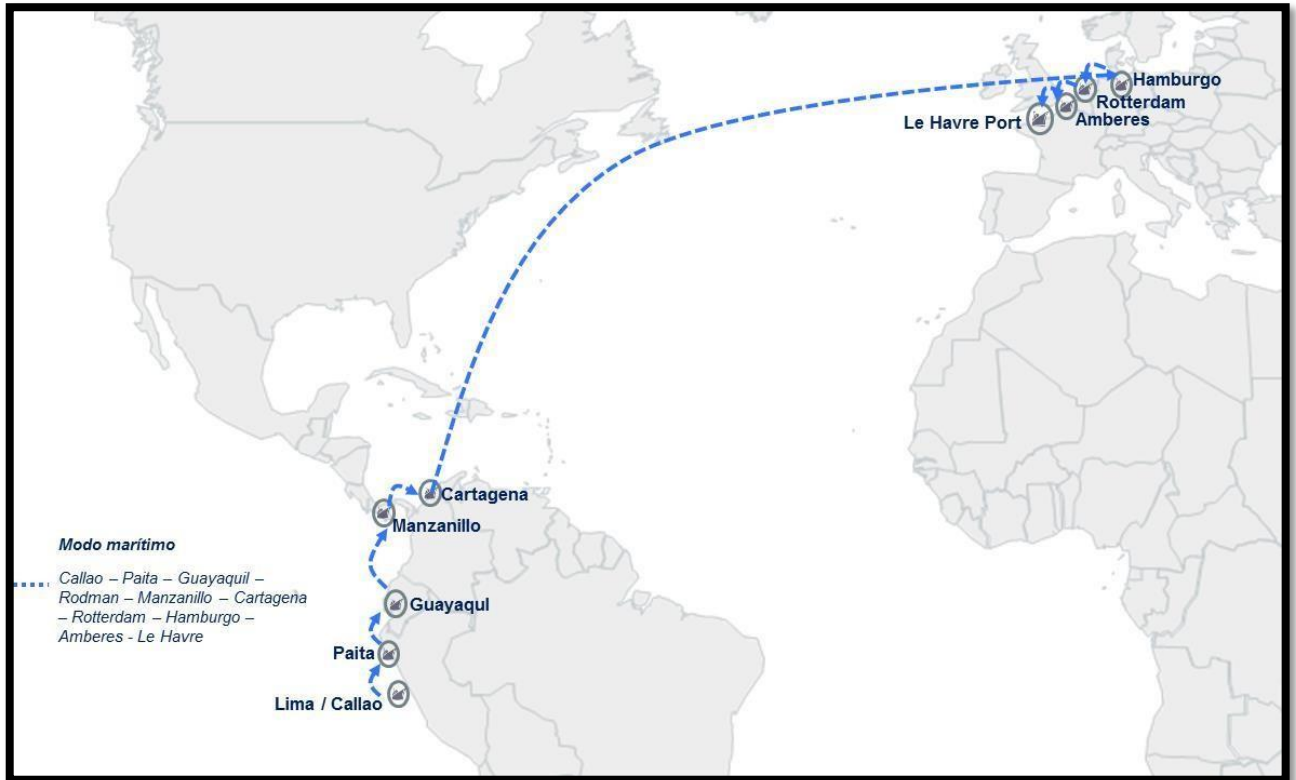 Hamburgo
Rotterdam
Amberes
Le Havre Port
Cartagena
Manzanillo
Modo marítimo
Callao – Paita – Guayaquil –
Rodman – Manzanillo – Cartagena
– Rotterdam – Hamburgo –
Amberes - Le Havre
Guayaqul
Paita
Lima / Callao